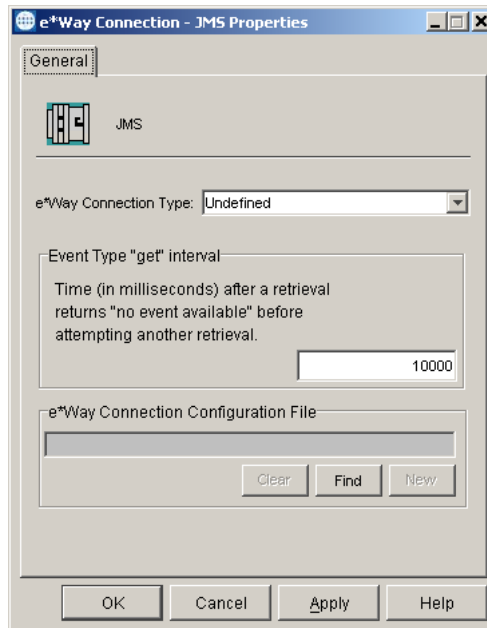 e*Way Connection - JMS Properties
General
JMS
e*Way Connection Type: Undefined
Event Type "get" interval
Time (in milliseconds) after a retrieval
returns "no event available" before
attempting another retrieval.
10000
e*Way Connection Configuration File
Clear Find New
OK Cancel Apply Help